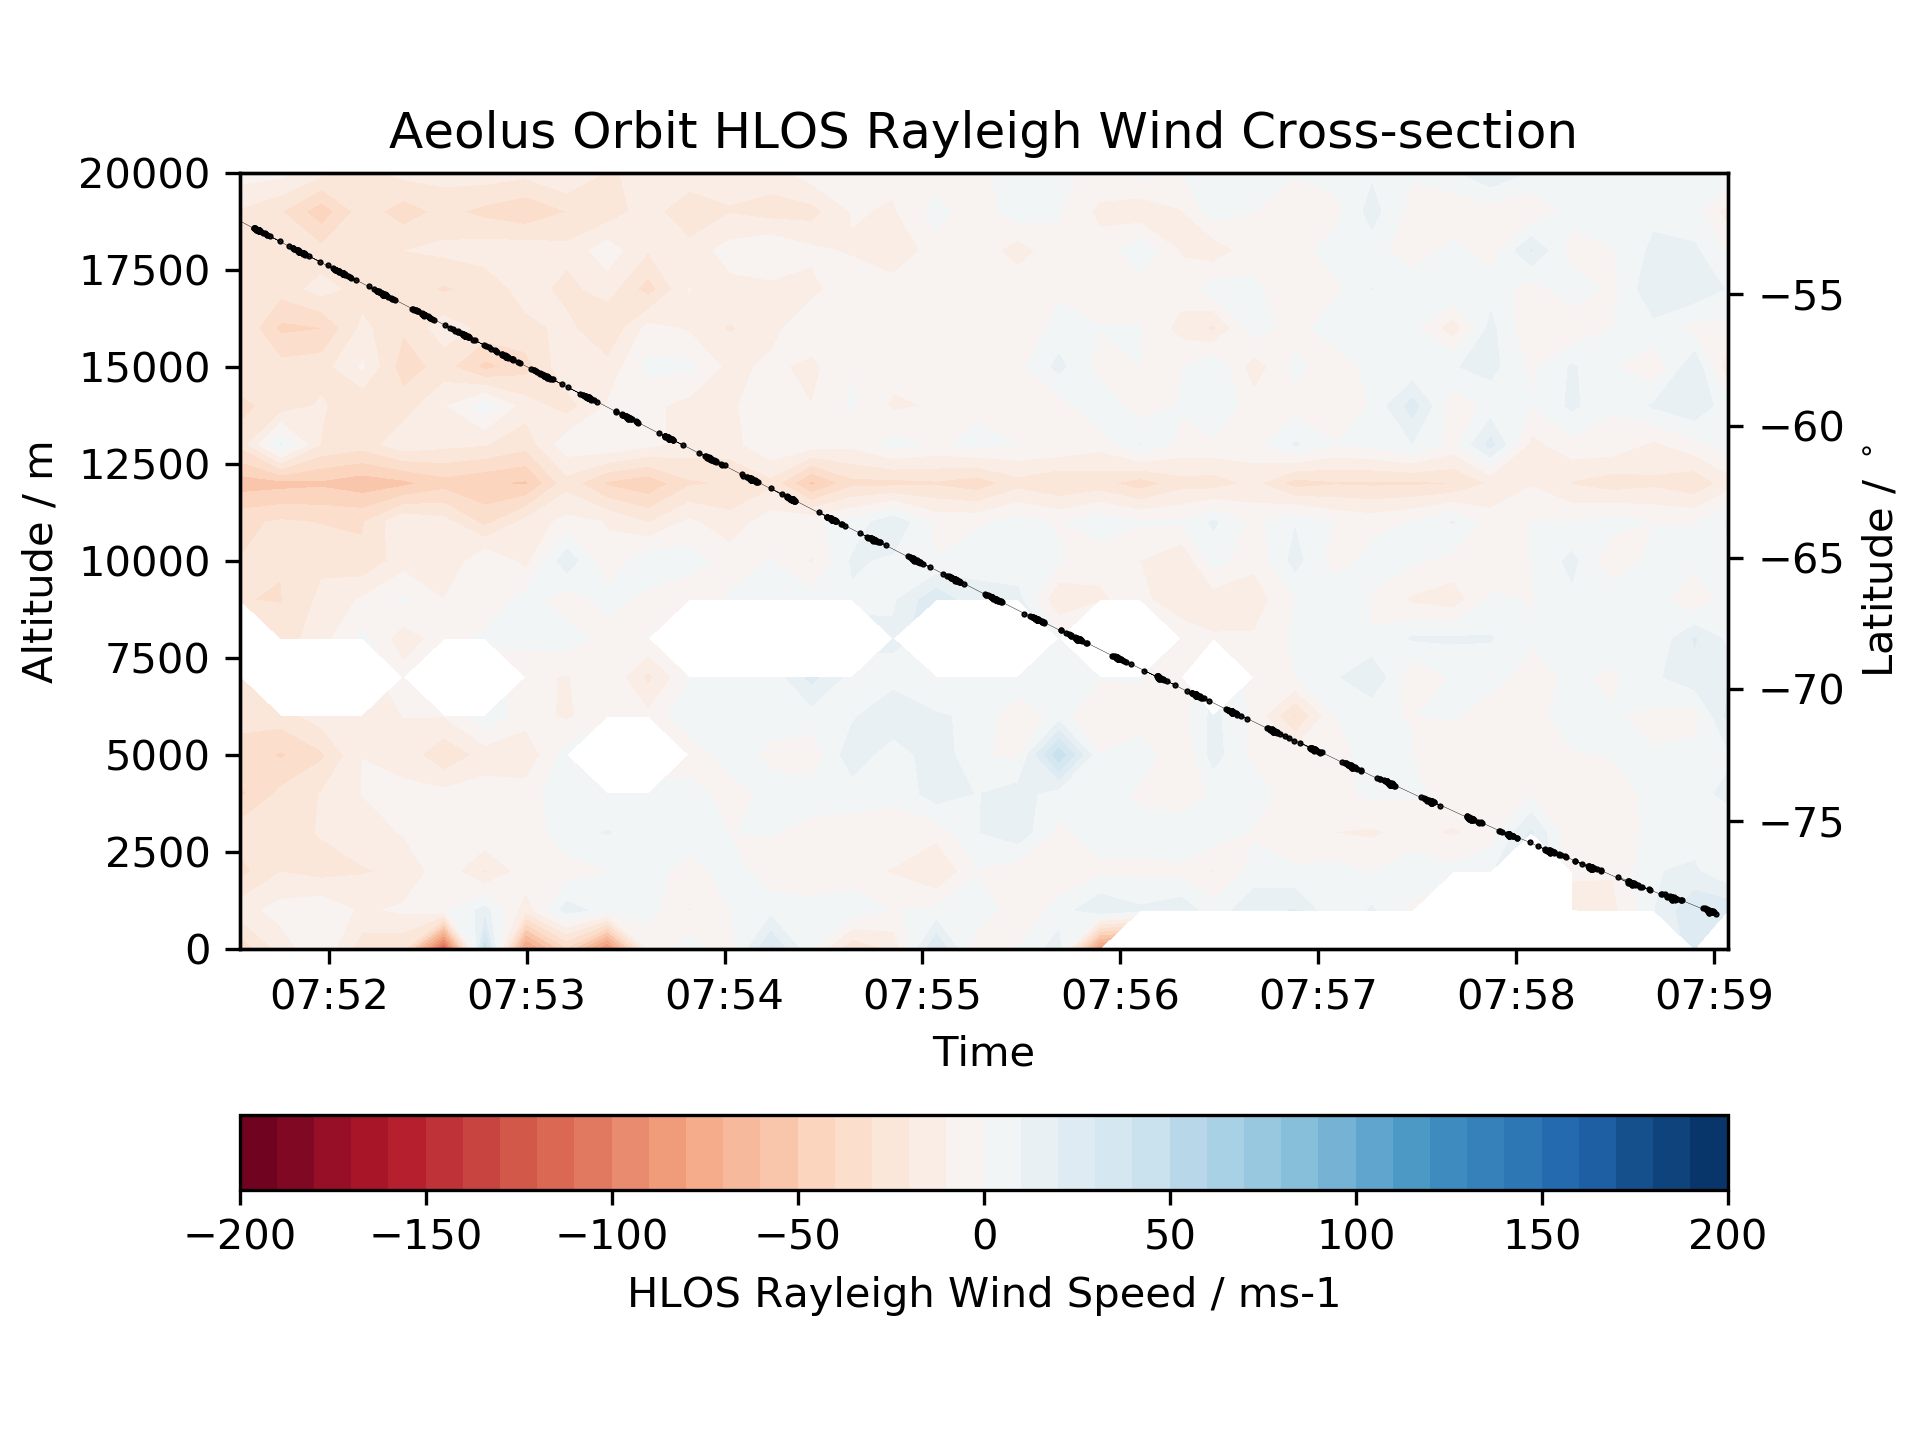 Aeolus Orbit HLOS Rayleigh Wind Cross-section
20000
17500
15000
12500
10000
7500
5000
2500
0
Altitude / m
−55
−60
−65
−70
−75
Latitude / °
07:52 07:53 07:54 07:55 07:56 07:57 07:58 07:59
Time
−200 −150 −100 −50 0 50 100 150 200
HLOS Rayleigh Wind Speed / ms-1